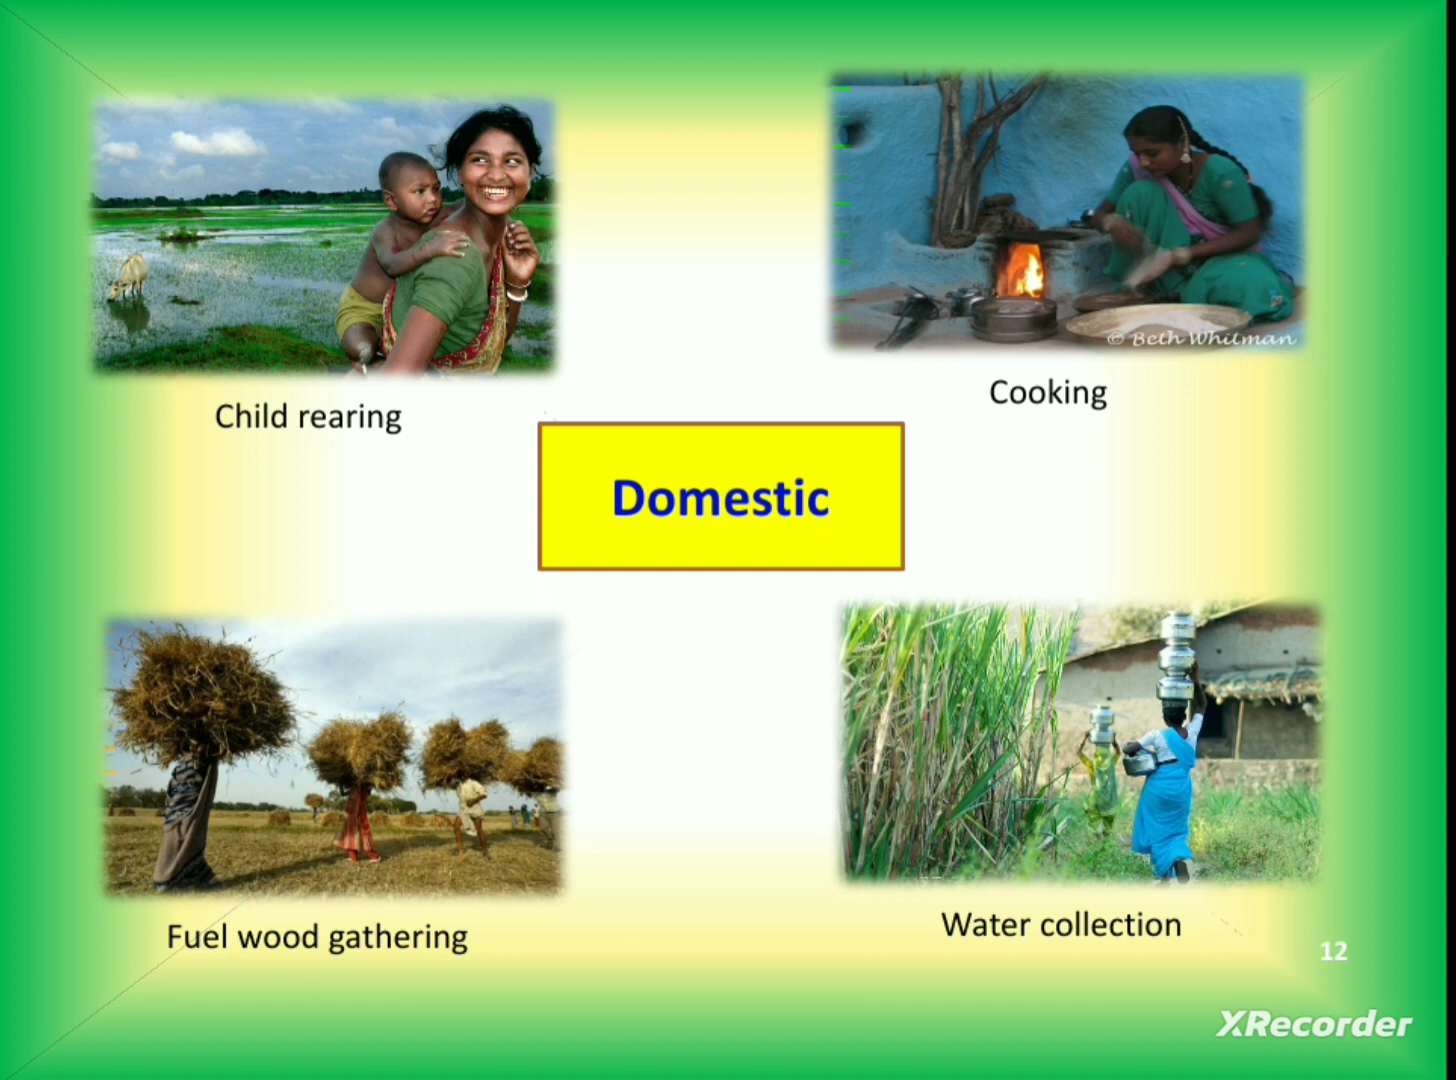 © Beth Whitman
Child rearing
Cooking
Domestic
Fuel wood gathering
Water collection
12
XRecorder